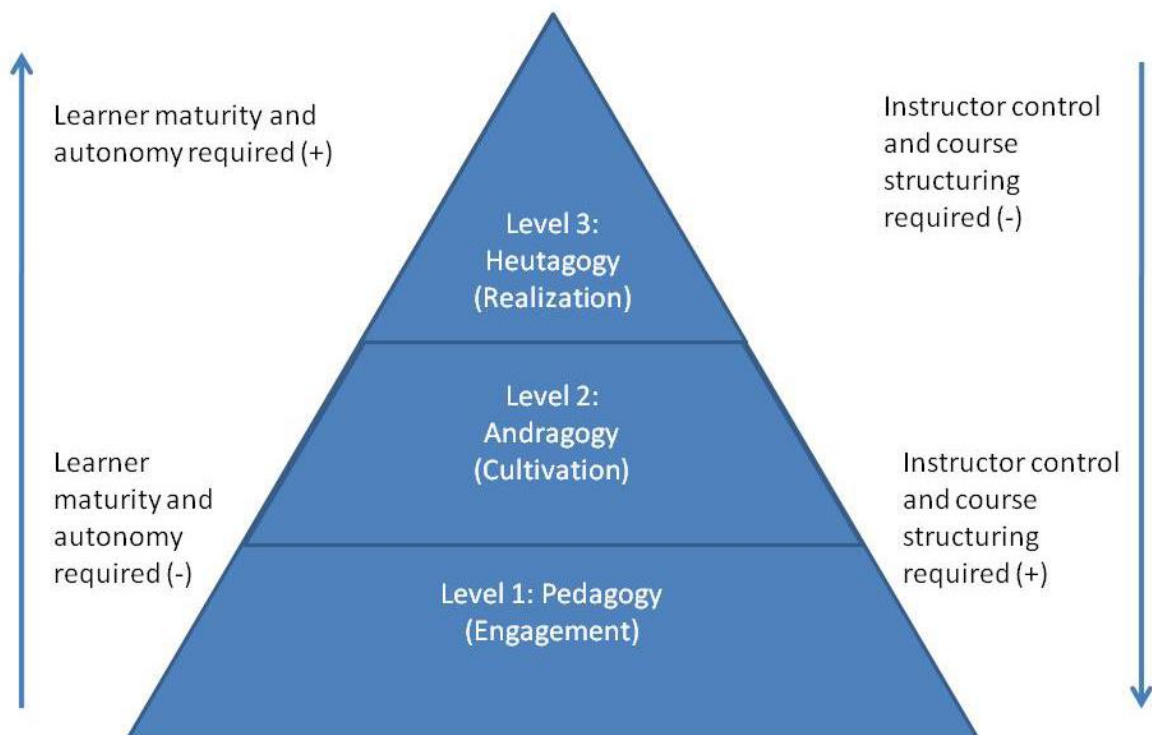 Learner maturity and
autonomy required (+)
Instructor control
and course
structuring
required (-)
Level 3:
Heutagogy
(Realization)
Level 2:
Andragogy
(Cultivation)
Learner
maturity and
autonomy
required (-)
Instructor control
and course
structuring
required (+)
Level 1: Pedagogy
(Engagement)